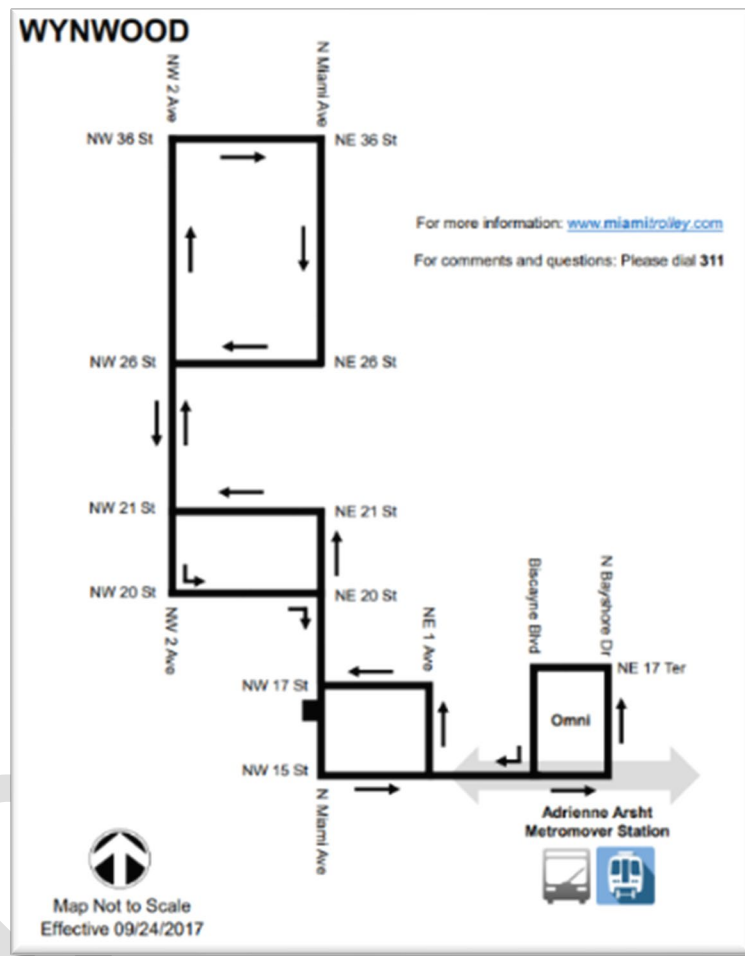 WYNWOOD
NW 2 Ave
N Miami Ave
NW 36 St
NE 36 St
For more information: www.miamitrolley.com
For comments and questions: Please dial 311
NW 26 St
NE 26 St
NW 21 St
NE 21 St
NW 20 St
NE 20 St
NW 2 Ave
NE 1 Ave
Biscayne Blvd
N Bayshore Dr
NE 17 Ter
NW 17 St
Omni
NW 15 St
N Miami Ave
Adrienne Arsht
Metromover Station
Map Not to Scale
Effective 09/24/2017